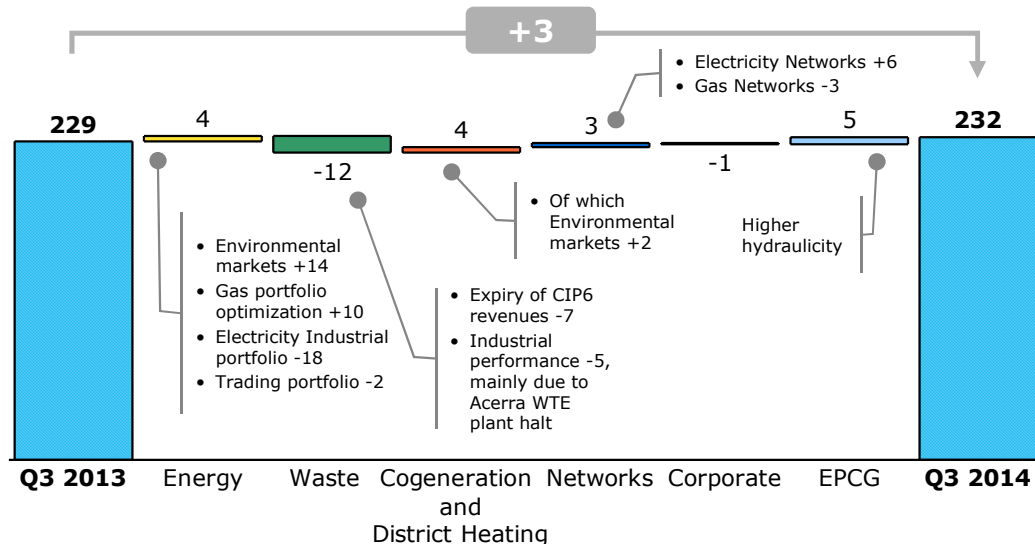 +3
• Electricity Networks +6
• Gas Networks -3
229
4
-12
4
3
-1
5
232
• Environmental
markets +14
• Gas portfolio
optimization +10
• Electricity Industrial
portfolio -18
• Trading portfolio -2
• Expiry of CIP6
revenues -7
• Industrial
performance -5,
mainly due to
Acerra WTE
plant halt
• Of which
Environmental
markets +2
Higher
hydraulicity
Q3 2013
Energy
Waste
Cogeneration
and
District Heating
Networks
Corporate
EPCG
Q3 2014